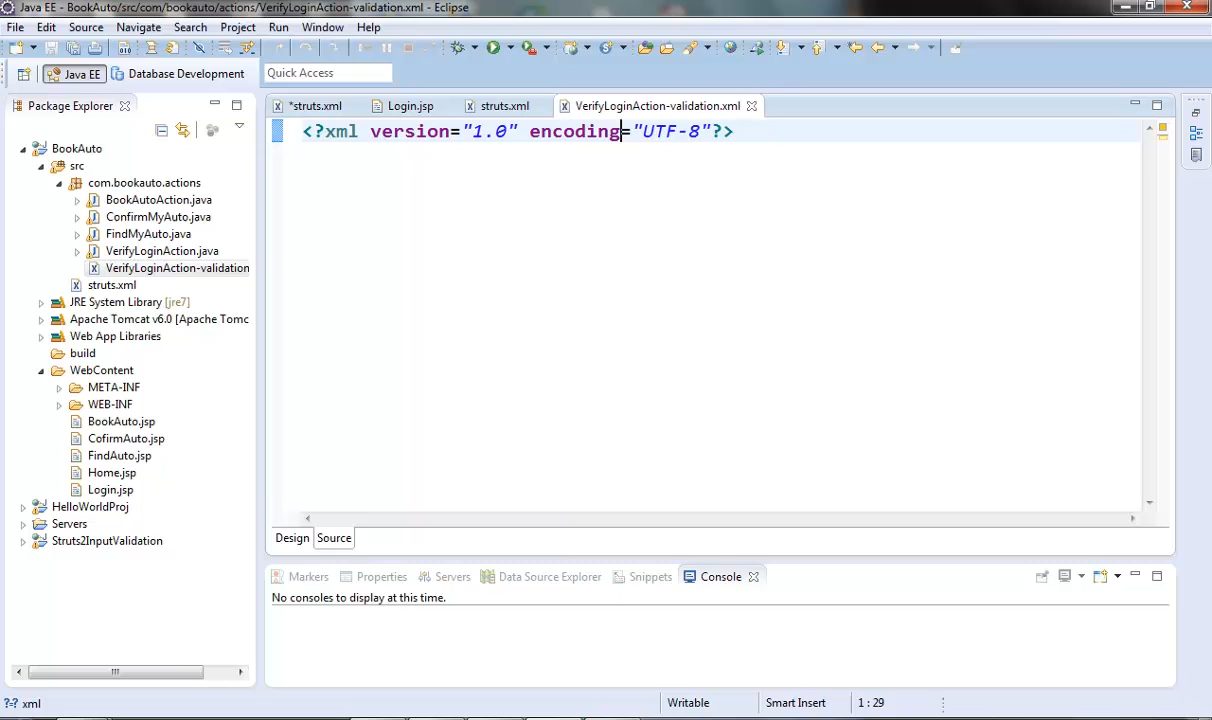 Java EE - BookAuto/src/com/bookauto/actions/VerifyLoginAction-validation.xml - Eclipse
File Edit Source Navigate Search Project Run Window Help
Java EE Database Development Quick Access
Package Explorer
*struts.xml Login.jsp struts.xml VerifyLoginAction-validation.xml
<?xml version="1.0" encoding="UTF-8"?>
BookAuto
src
com.bookauto.actions
BookAutoAction.java
ConfirmMyAuto.java
FindMyAuto.java
VerifyLoginAction.java
VerifyLoginAction-validation
struts.xml
JRE System Library [jre7]
Apache Tomcat v6.0 [Apache Tomc
Web App Libraries
build
WebContent
META-INF
WEB-INF
BookAuto.jsp
CofirmAuto.jsp
FindAuto.jsp
Home.jsp
Login.jsp
HelloWorldProj
Servers
Struts2InputValidation
Design Source
Markers Properties Servers Data Source Explorer Snippets Console
No consoles to display at this time.
xml Writable Smart Insert 1 : 29